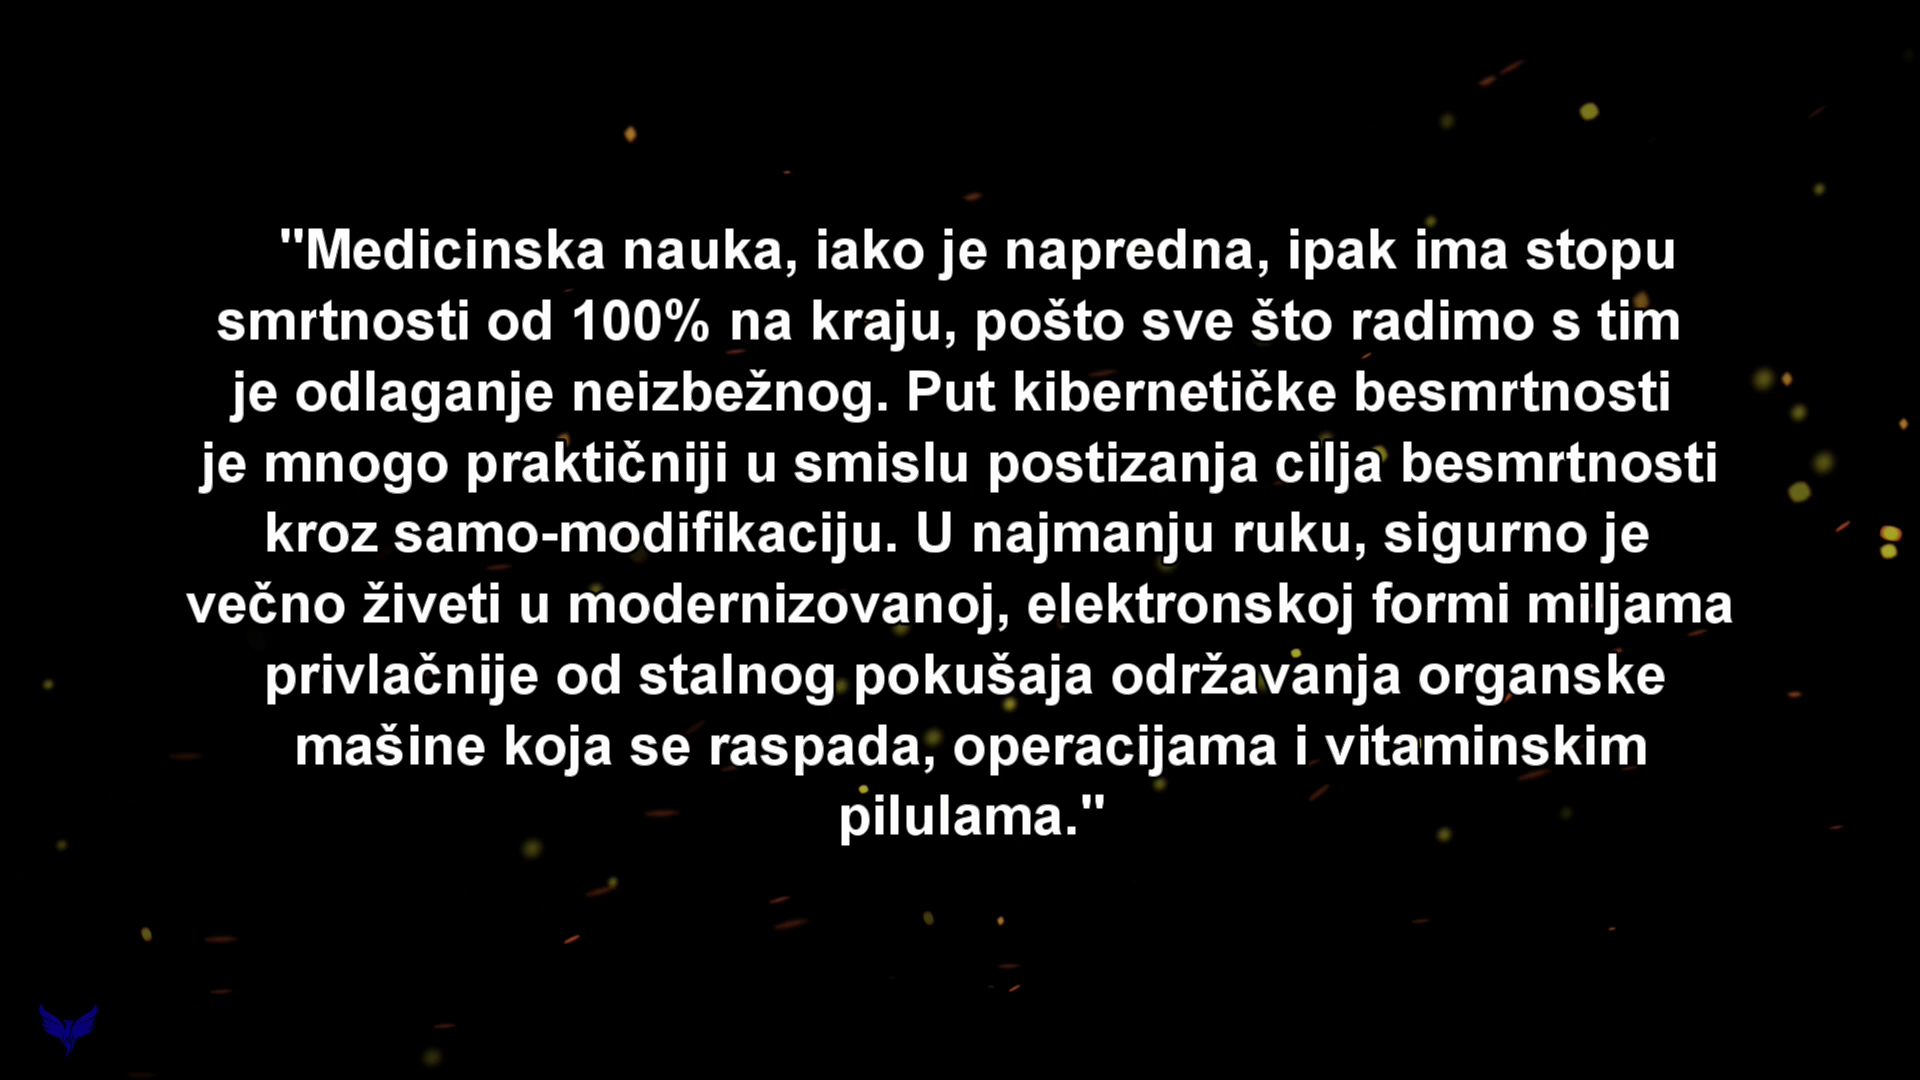 "Medicinska nauka, iako je napredna, ipak ima stopu
smrtnosti od 100% na kraju, pošto sve što radimo s tim
je odlaganje neizbežnog. Put kibernetičke besmrtnosti
je mnogo praktičniji u smislu postizanja cilja besmrtnosti
kroz samo-modifikaciju. U najmanju ruku, sigurno je
večno živeti u modernizovanoj, elektronskoj formi miljama
privlačnije od stalnog pokušaja održavanja organske
mašine koja se raspada, operacijama i vitaminskim
pilulama."